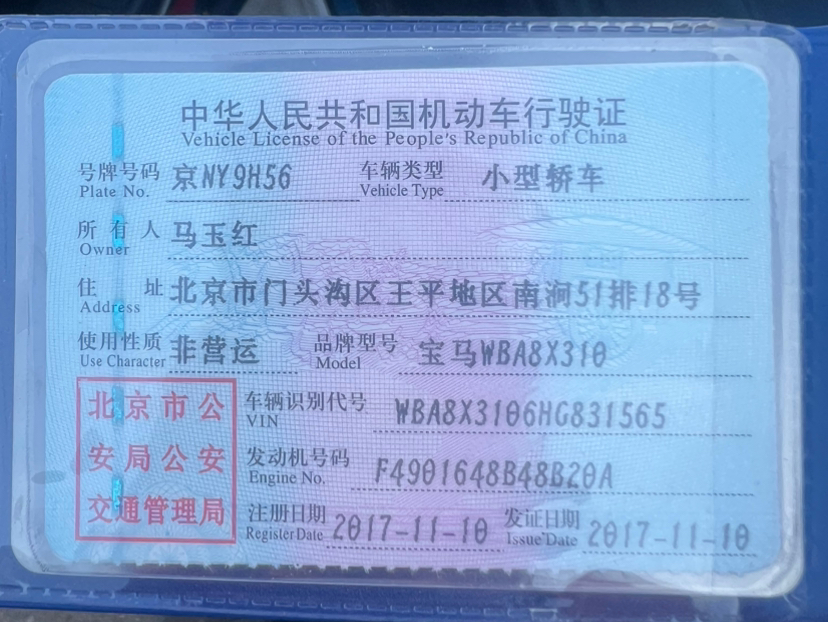 中华人民共和国机动车行驶证
Vehicle License of the People's Republic of China
号牌号码 京NY9H56 车辆类型 小型轿车
Plate No. Vehicle Type
所有人 马玉红
Owner
住址 北京市门头沟区王平地区南涧51排18号
Address
使用性质 非营运 品牌型号 宝马WBA8X310
Use Character Model
北京市公
安局公安
交通管理局
车辆识别代号 WBA8X3106HG831565
VIN
发动机号码 F4901648B48B20A
Engine No.
注册日期 2017-11-10 发证日期 2017-11-10
Register Date Issue Date